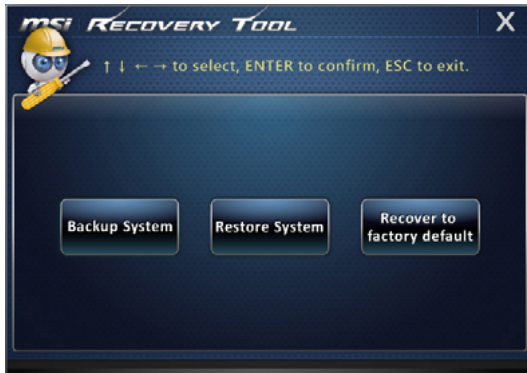 msi RECOVERY TOOL X
↑ ↓ ← → to select, ENTER to confirm, ESC to exit.
Backup System
Restore System
Recover to
factory default